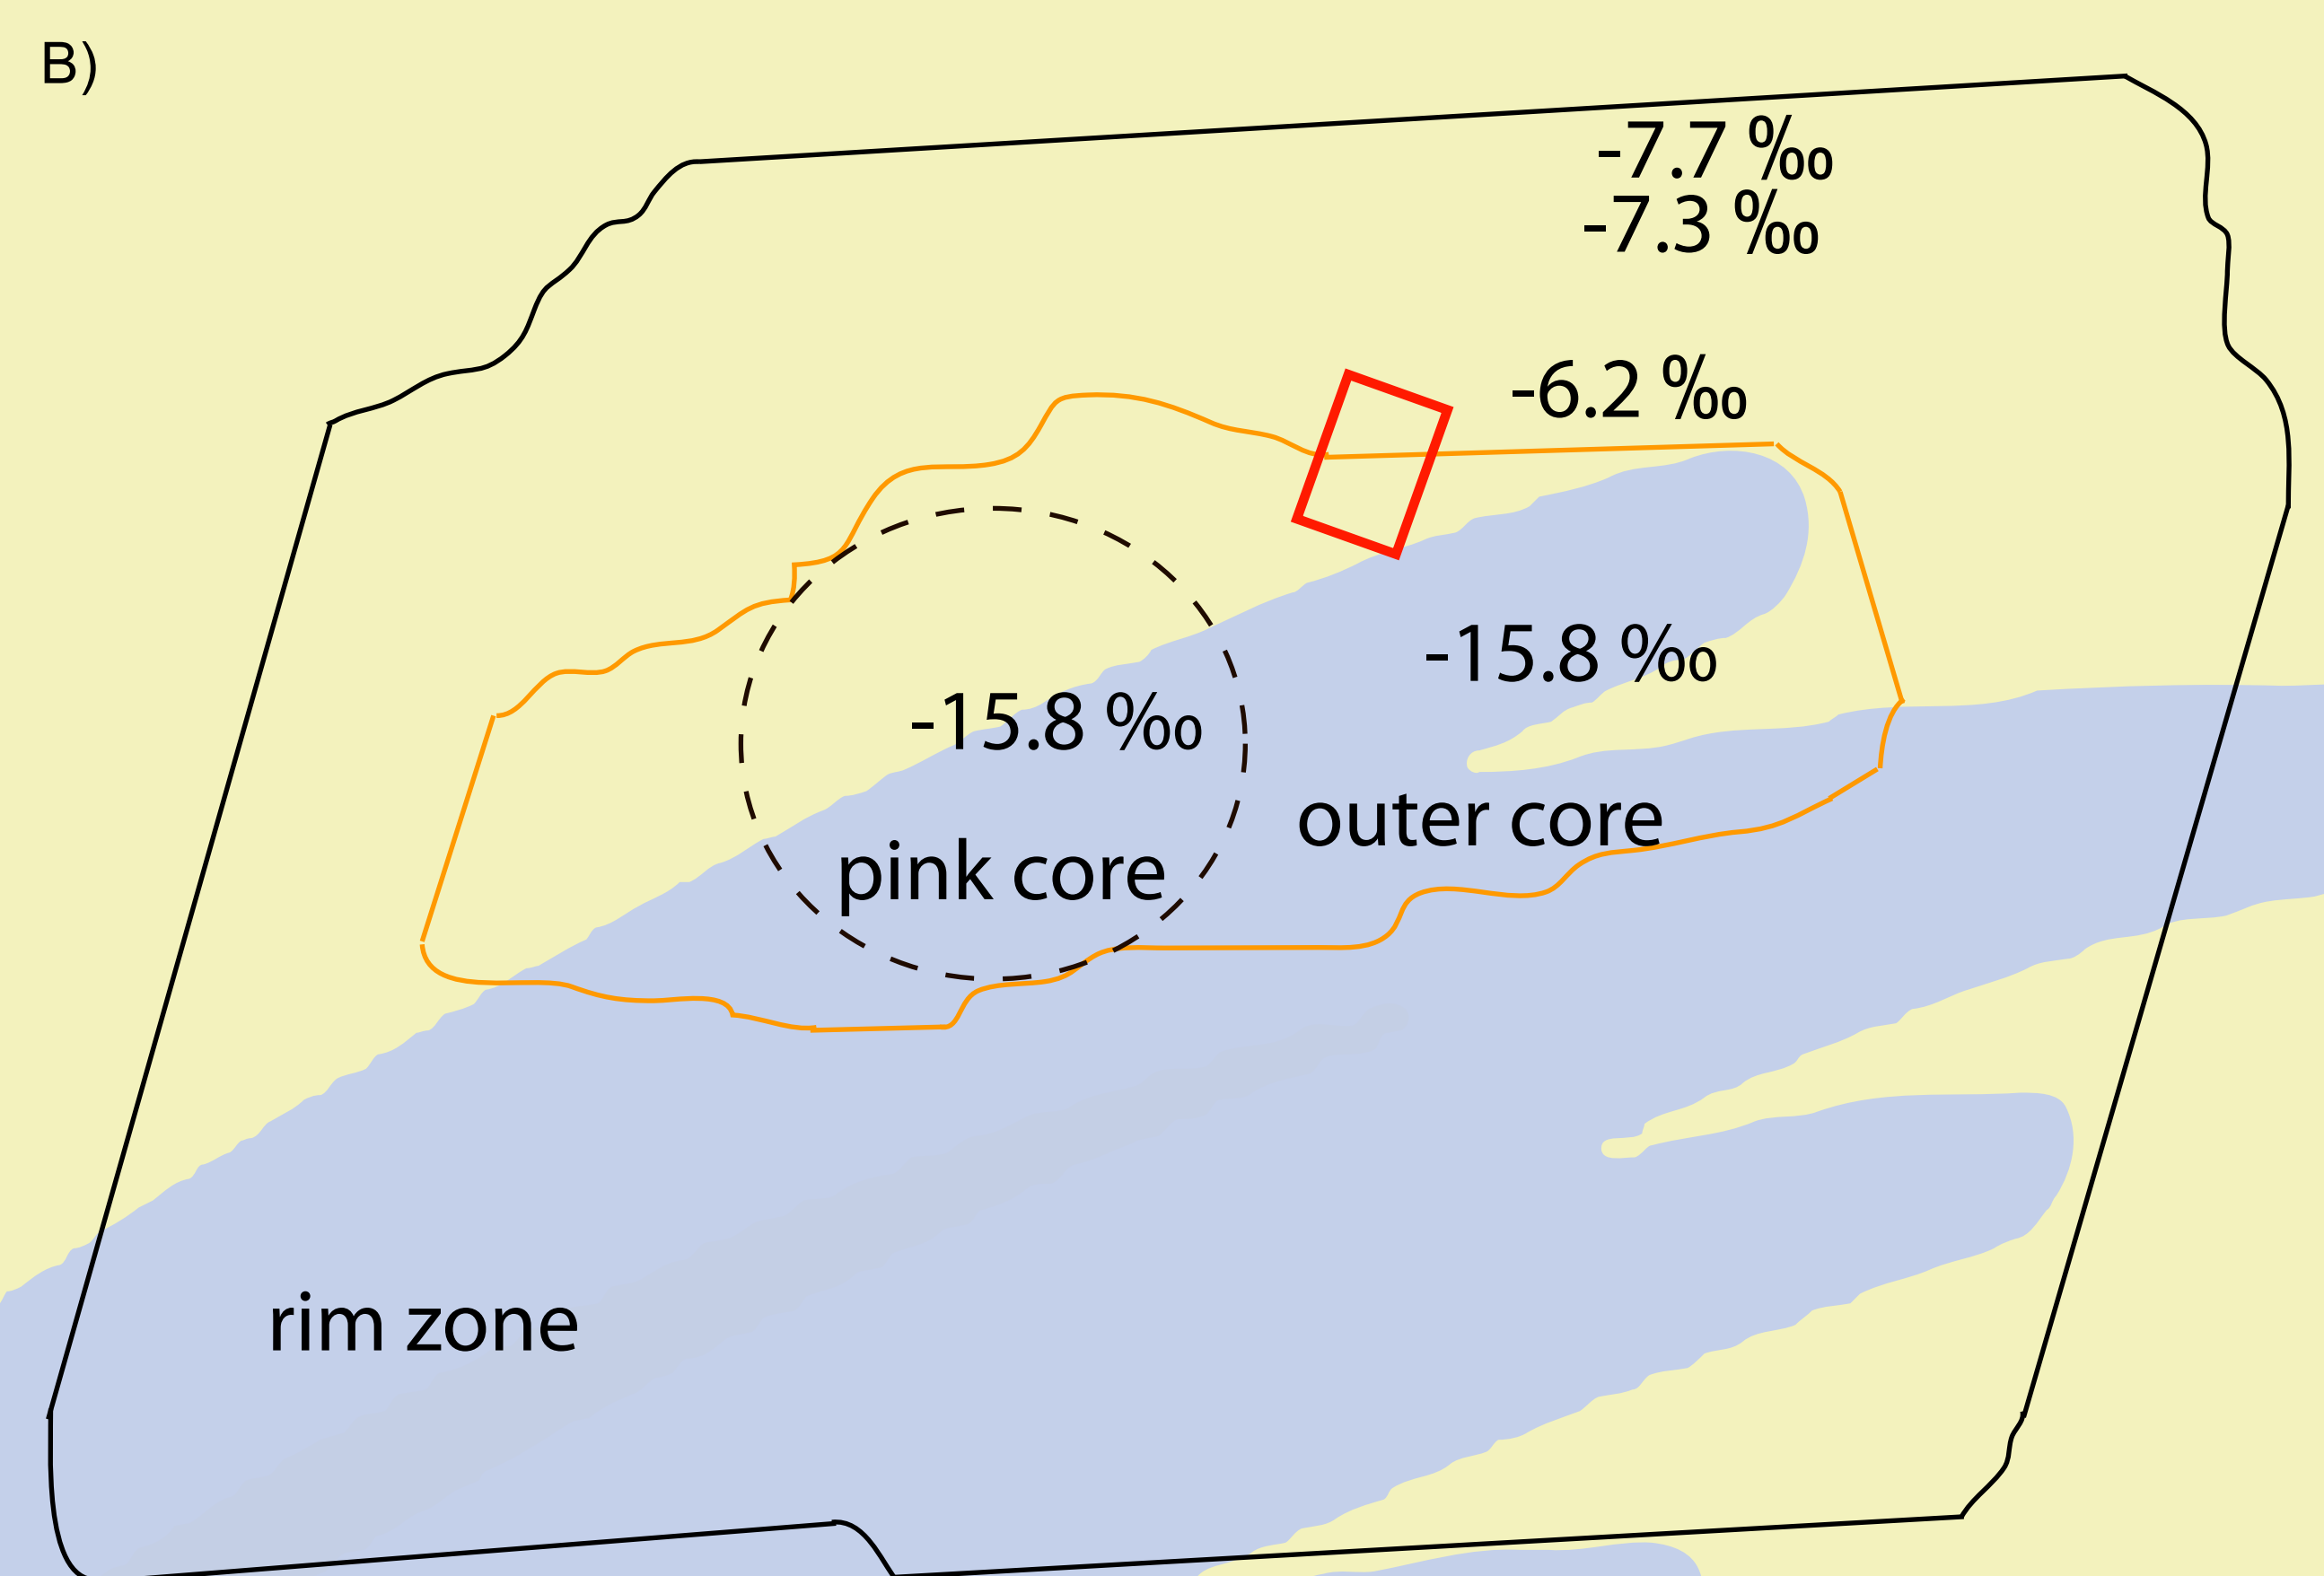 B)
-7.7 ‰
-7.3 ‰
-6.2 ‰
-15.8 ‰
-15.8 ‰
outer core
pink core
rim zone